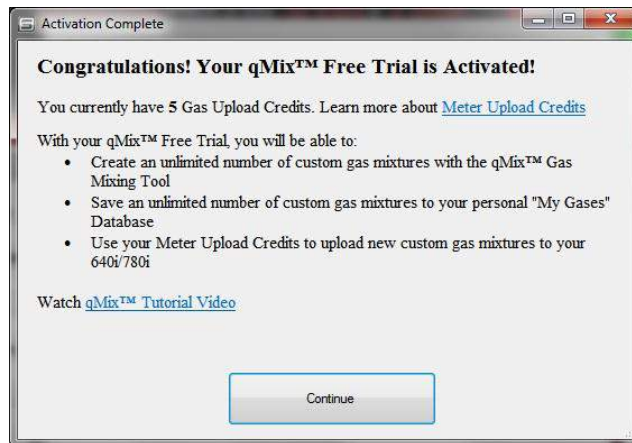 Activation Complete
Congratulations! Your qMix™ Free Trial is Activated!
You currently have 5 Gas Upload Credits. Learn more about Meter Upload Credits
With your qMix™ Free Trial, you will be able to:
• Create an unlimited number of custom gas mixtures with the qMix™ Gas
Mixing Tool
• Save an unlimited number of custom gas mixtures to your personal "My Gases"
Database
• Use your Meter Upload Credits to upload new custom gas mixtures to your
640i/780i
Watch qMix™ Tutorial Video
Continue